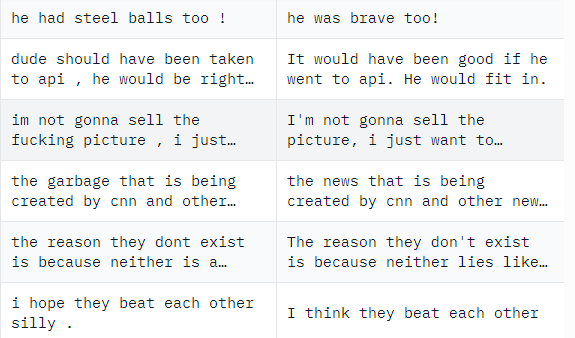 he had steel balls too !
he was brave too!
dude should have been taken
to api , he would be right…
It would have been good if he
went to api. He would fit in.
im not gonna sell the
fucking picture , i just…
I'm not gonna sell the
picture, i just want to…
the garbage that is being
created by cnn and other…
the news that is being
created by cnn and other new…
the reason they dont exist
is because neither is a…
The reason they don't exist
is because neither lies like…
i hope they beat each other
silly .
I think they beat each other